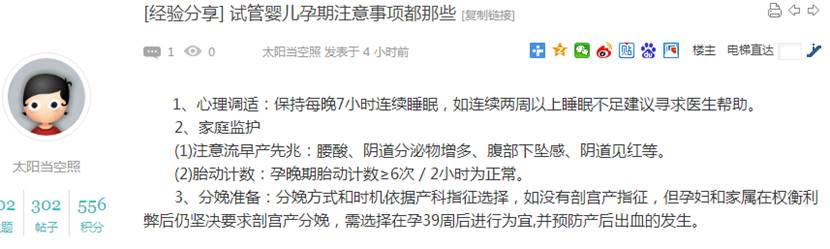 [经验分享] 试管婴儿孕期注意事项都那些 [复制链接]
1 0 太阳当空照 发表于 4 小时前 楼主 电梯直达
1、心理调适：保持每晚7小时连续睡眠，如连续两周以上睡眠不足建议寻求医生帮助。
2、家庭监护
(1)注意流早产先兆：腰酸、阴道分泌物增多、腹部下坠感、阴道见红等。
(2)胎动计数：孕晚期胎动计数≥6次／2小时为正常。
3、分娩准备：分娩方式和时机依据产科指征选择，如没有剖宫产指征，但孕妇和家属在权衡利
弊后仍坚决要求剖宫产分娩，需选择在孕39周后进行为宜,并预防产后出血的发生。
太阳当空照
02 302 556
题 帖子 积分